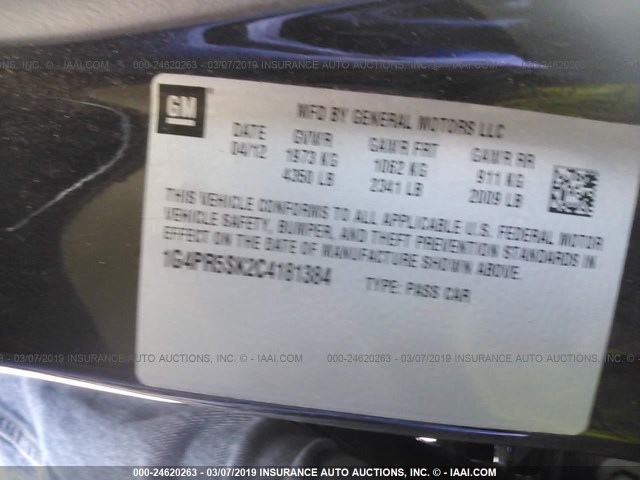 - IAAI.COM 000-24620263 - 03/07/2019 INSURANCE AUTO AUCTIONS, INC. © - IAAI.COM 000-24620263 - 03/07/2019
GM
MFD BY GENERAL MOTORS LLC
DATE GVWR GAWR FRT GAWR RR
04/12 1973 KG 1062 KG 911 KG
4350 LB 2341 LB 2009 LB
THIS VEHICLE CONFORMS TO ALL APPLICABLE U.S. FEDERAL MOTOR
VEHICLE SAFETY, BUMPER, AND THEFT PREVENTION STANDARDS IN
EFFECT ON THE DATE OF MANUFACTURE SHOWN ABOVE.
1G4PR5SK2C4181384 TYPE: PASS CAR
03/07/2019 INSURANCE AUTO AUCTIONS, INC. © - IAAI.COM 000-24620263 - 03/07/2019 INSURANCE AUTO AUCTIONS, INC.
000-24620263 - 03/07/2019 INSURANCE AUTO AUCTIONS, INC. © - IAAI.COM